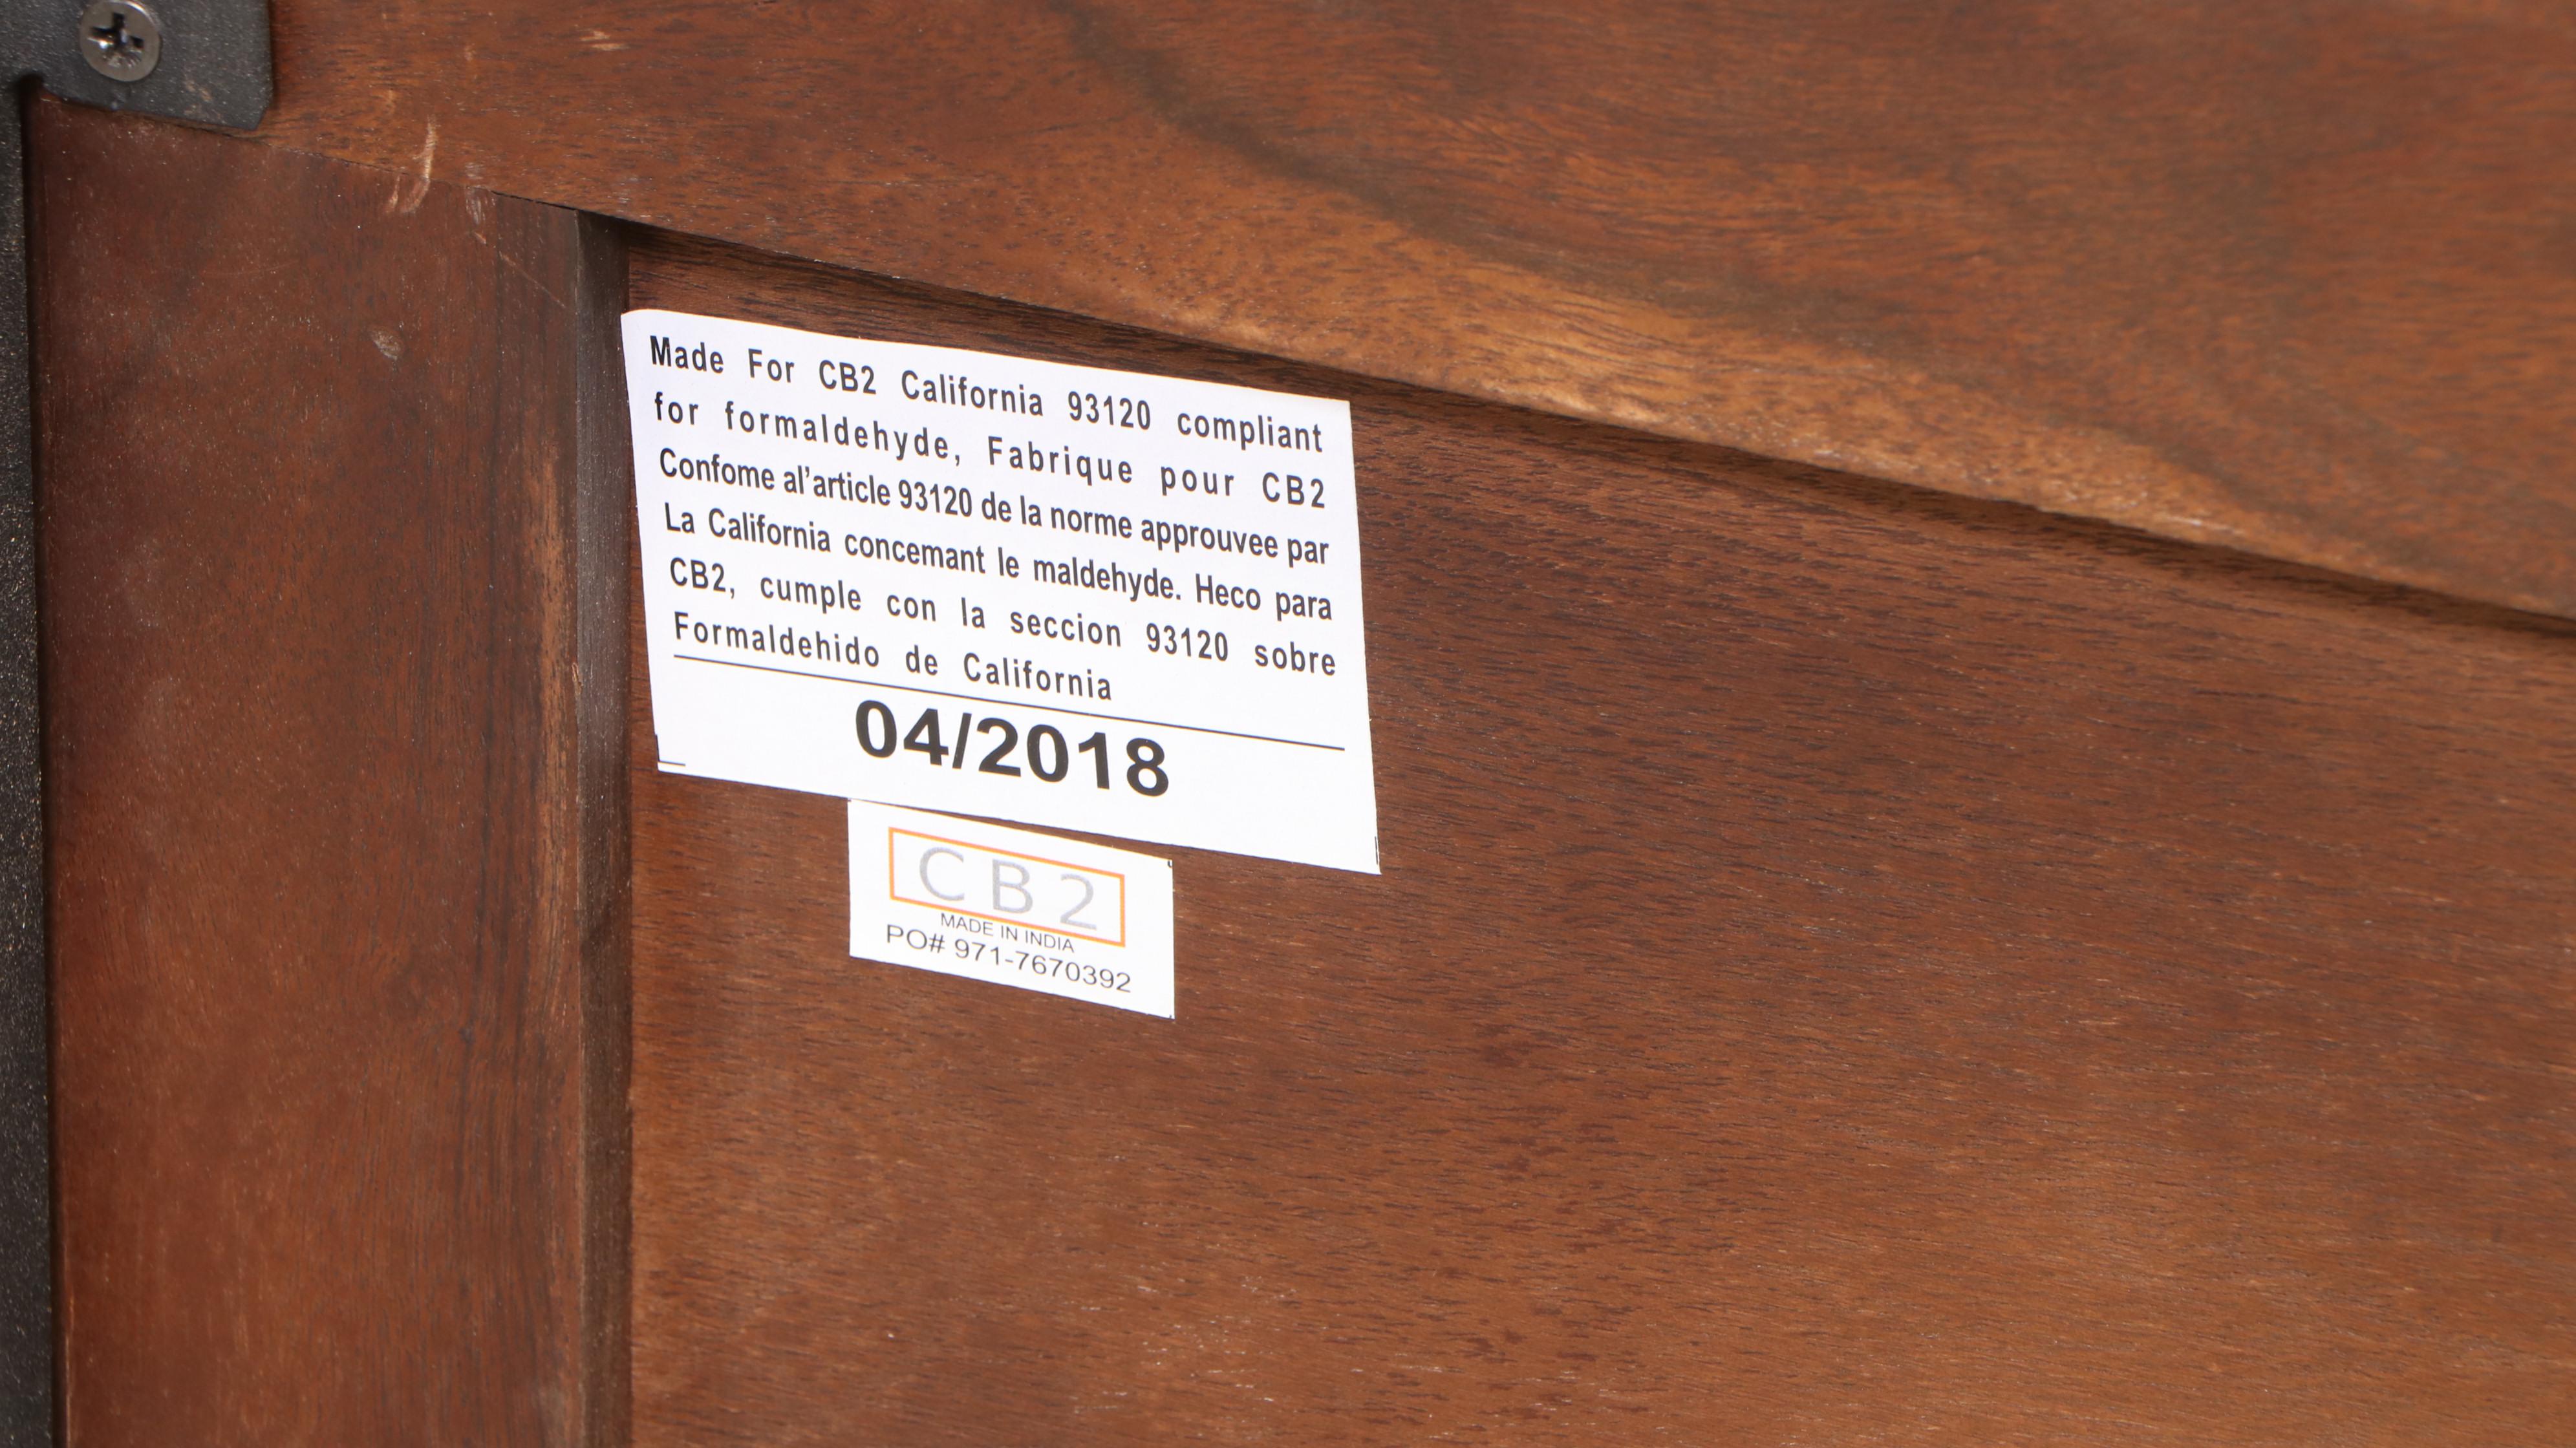 Made For CB2 California 93120 compliant
for formaldehyde, Fabrique pour CB2
Confome al'article 93120 de la norme approuvee par
La California concemant le maldehyde. Heco para
CB2, cumple con la seccion 93120 sobre
Formaldehido de California
04/2018
CB2
MADE IN INDIA
PO# 971-7670392